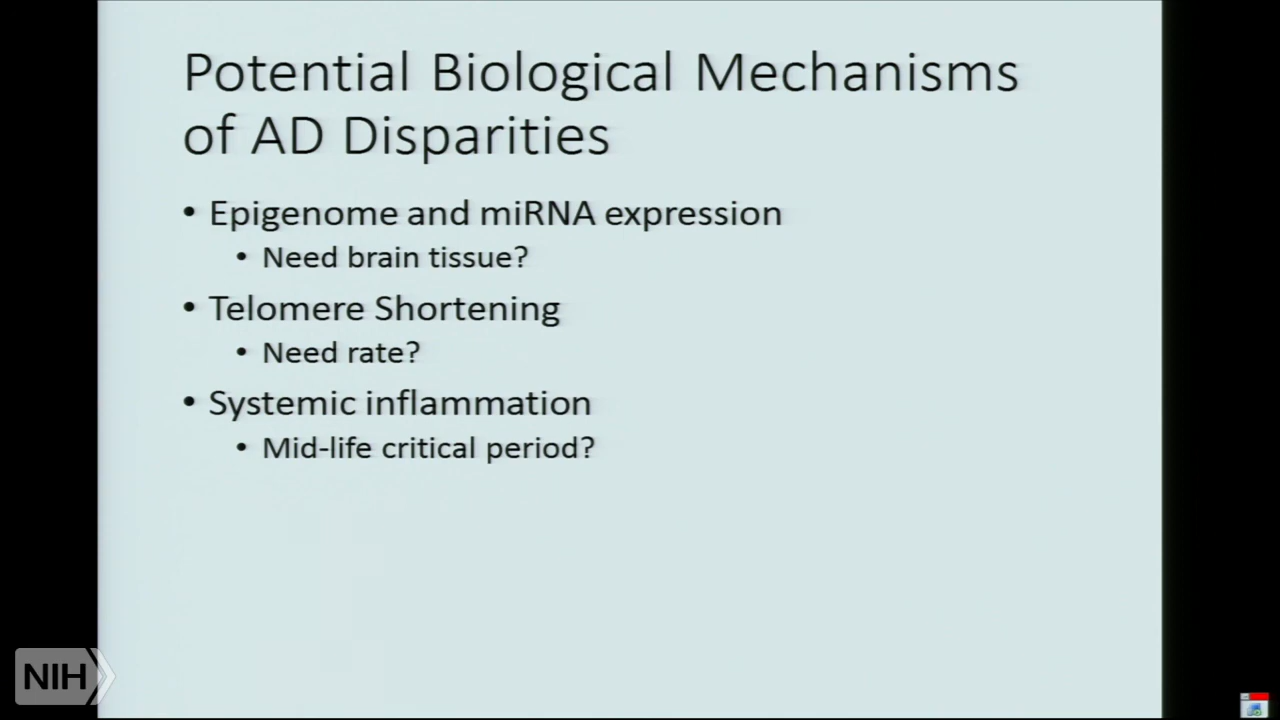 Potential Biological Mechanisms
of AD Disparities
• Epigenome and miRNA expression
• Need brain tissue?
• Telomere Shortening
• Need rate?
• Systemic inflammation
• Mid-life critical period?
NIH